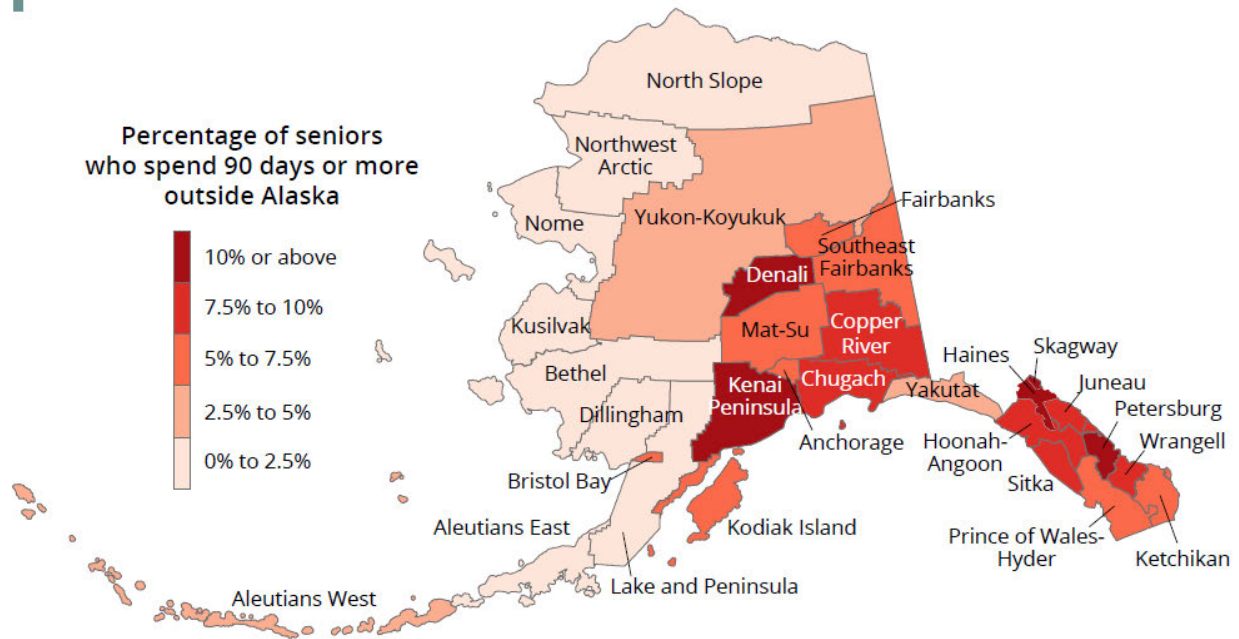 Percentage of seniors
who spend 90 days or more
outside Alaska
10% or above
7.5% to 10%
5% to 7.5%
2.5% to 5%
0% to 2.5%
North Slope
Northwest
Arctic
Nome
Yukon-Koyukuk
Fairbanks
Southeast
Fairbanks
Denali
Kusilvak
Mat-Su
Copper
River
Bethel
Dillingham
Kenai
Peninsula
Chugach
Anchorage
Yakutat
Haines
Skagway
Juneau
Petersburg
Wrangell
Hoonah-
Angoon
Sitka
Prince of Wales-
Hyder
Ketchikan
Bristol Bay
Kodiak Island
Aleutians East
Lake and Peninsula
Aleutians West